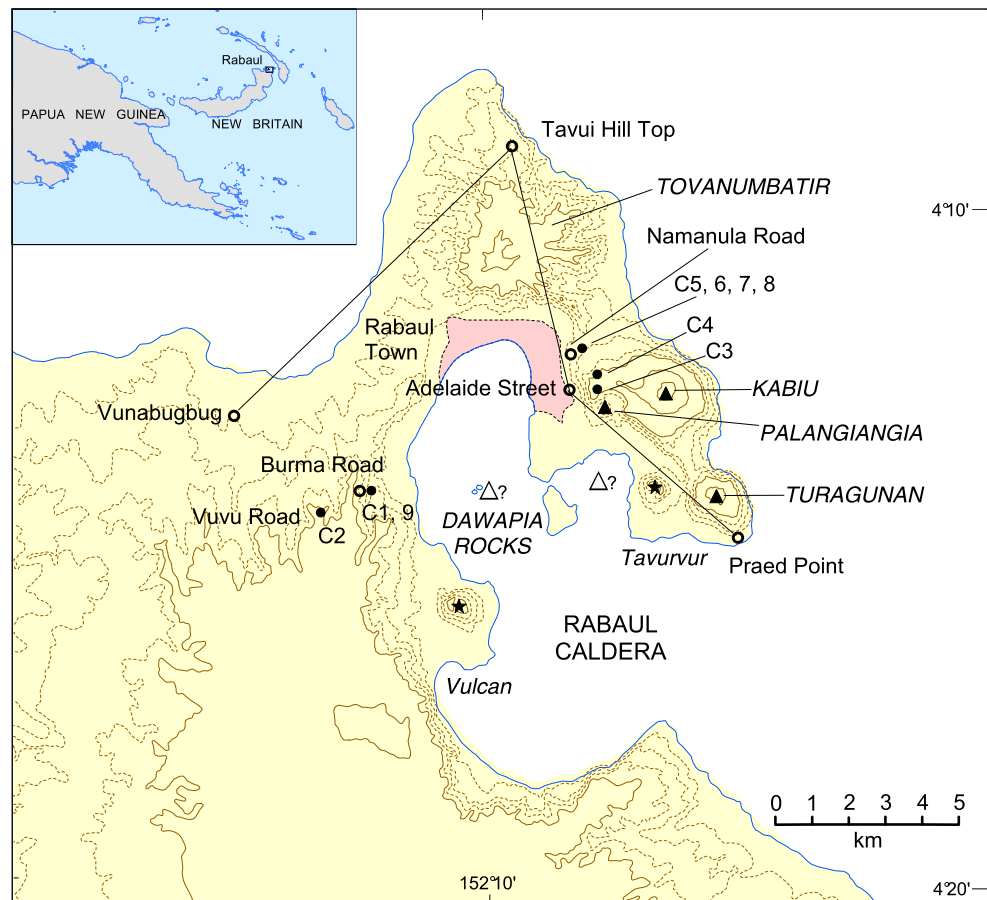 Rabaul
PAPUA NEW GUINEA
NEW BRITAIN
Tavui Hill Top
TOVANUMBATIR
4°10'
Namanula Road
C5, 6, 7, 8
Rabaul
Town
C4
C3
Adelaide Street
KABIU
Vunabugbug
PALANGIANGIA
Burma Road
?
?
TURAGUNAN
Vuvu Road
C1, 9
C2
DAWAPIA
ROCKS
Tavurvur
Praed Point
RABAUL
CALDERA
Vulcan
0 1 2 3 4 5
km
152°10'
4°20'